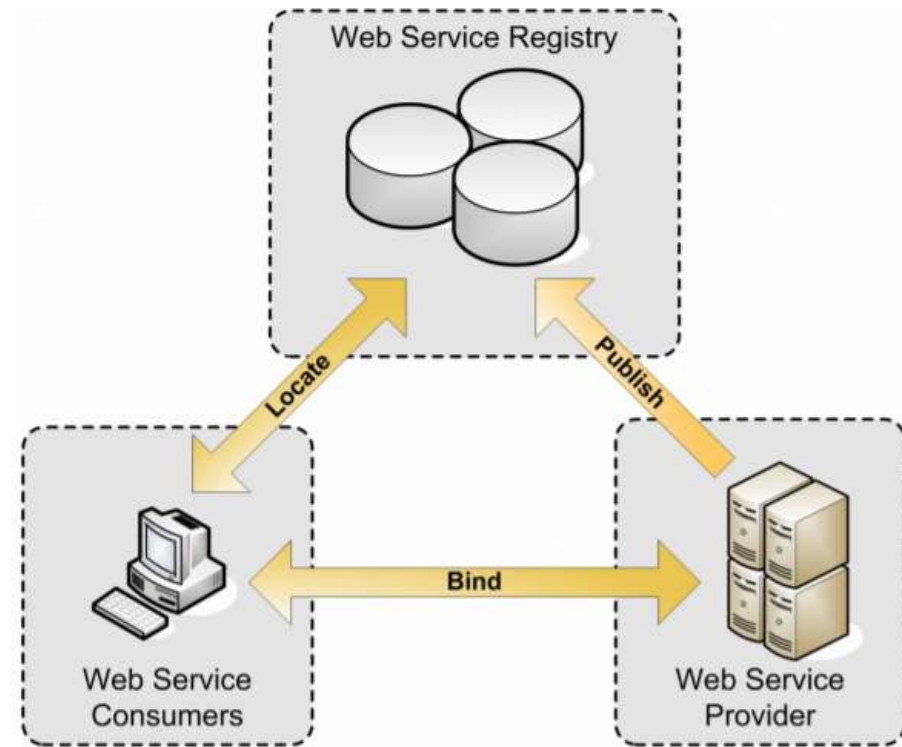 Web Service Registry
Locate
Publish
Bind
Web Service
Consumers
Web Service
Provider